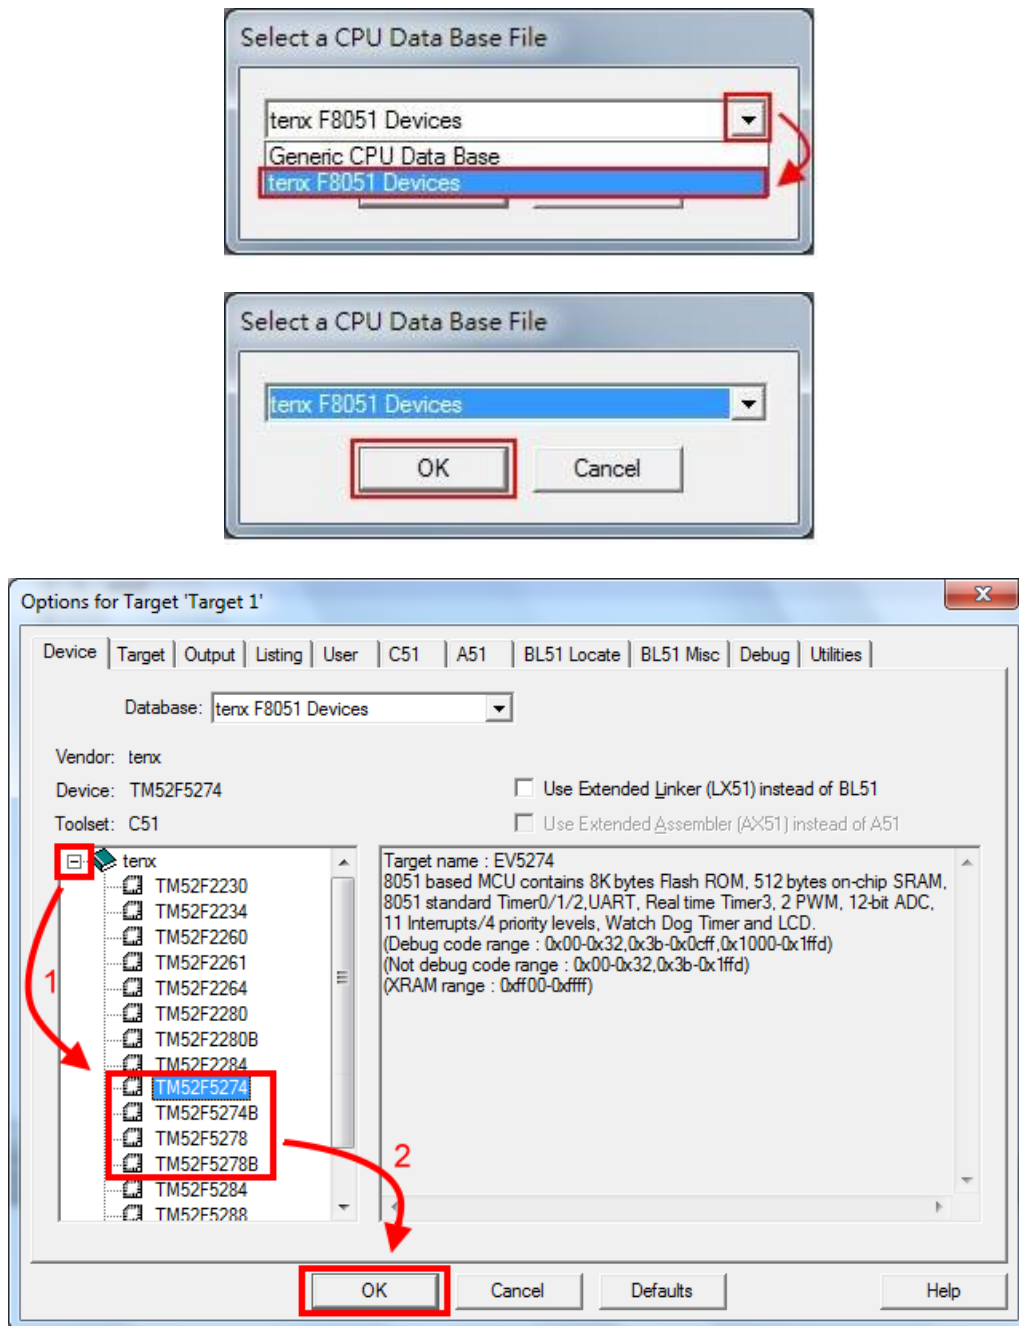 Select a CPU Data Base File
tenx F8051 Devices
Generic CPU Data Base
tenx F8051 Devices
Select a CPU Data Base File
tenx F8051 Devices
OK
Cancel
Options for Target 'Target 1'
Device Target Output Listing User C51 A51 BL51 Locate BL51 Misc Debug Utilities
Database: tenx F8051 Devices
Vendor: tenx
Device: TM52F5274
Use Extended Linker (LX51) instead of BL51
Toolset: C51
Use Extended Assembler (AX51) instead of A51
tenx
TM52F2230
TM52F2234
TM52F2260
TM52F2261
TM52F2264
TM52F2280
TM52F2280B
TM52F2284
TM52F5274
TM52F5274B
TM52F5278
TM52F5278B
TM52F5284
TM52F5288
1
2
Target name : EV5274
8051 based MCU contains 8K bytes Flash ROM, 512 bytes on-chip SRAM,
8051 standard Timer0/1/2,UART, Real time Timer3, 2 PWM, 12-bit ADC,
11 Interrupts/4 priority levels, Watch Dog Timer and LCD.
(Debug code range : 0x00-0x32,0x3b-0x0cff,0x1000-0x1ffd)
(Not debug code range : 0x00-0x32,0x3b-0x1ffd)
(XRAM range : 0xff00-0xffff)
OK
Cancel
Defaults
Help